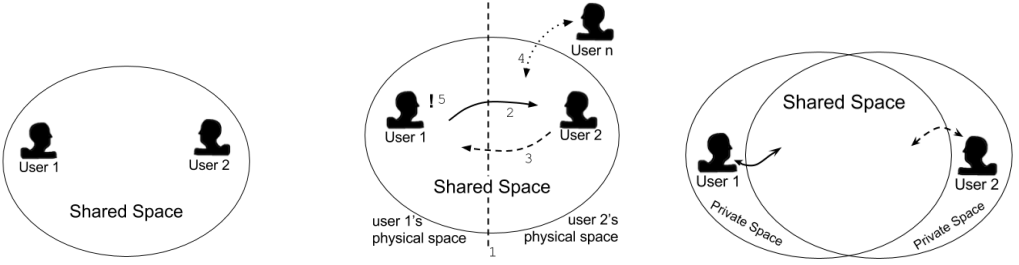 User 1
User 2
Shared Space
User n
4
! 5
User 1
2
User 2
3
Shared Space
user 1's
physical space
user 2's
physical space
1
Shared Space
User 1
User 2
Private Space
Private Space